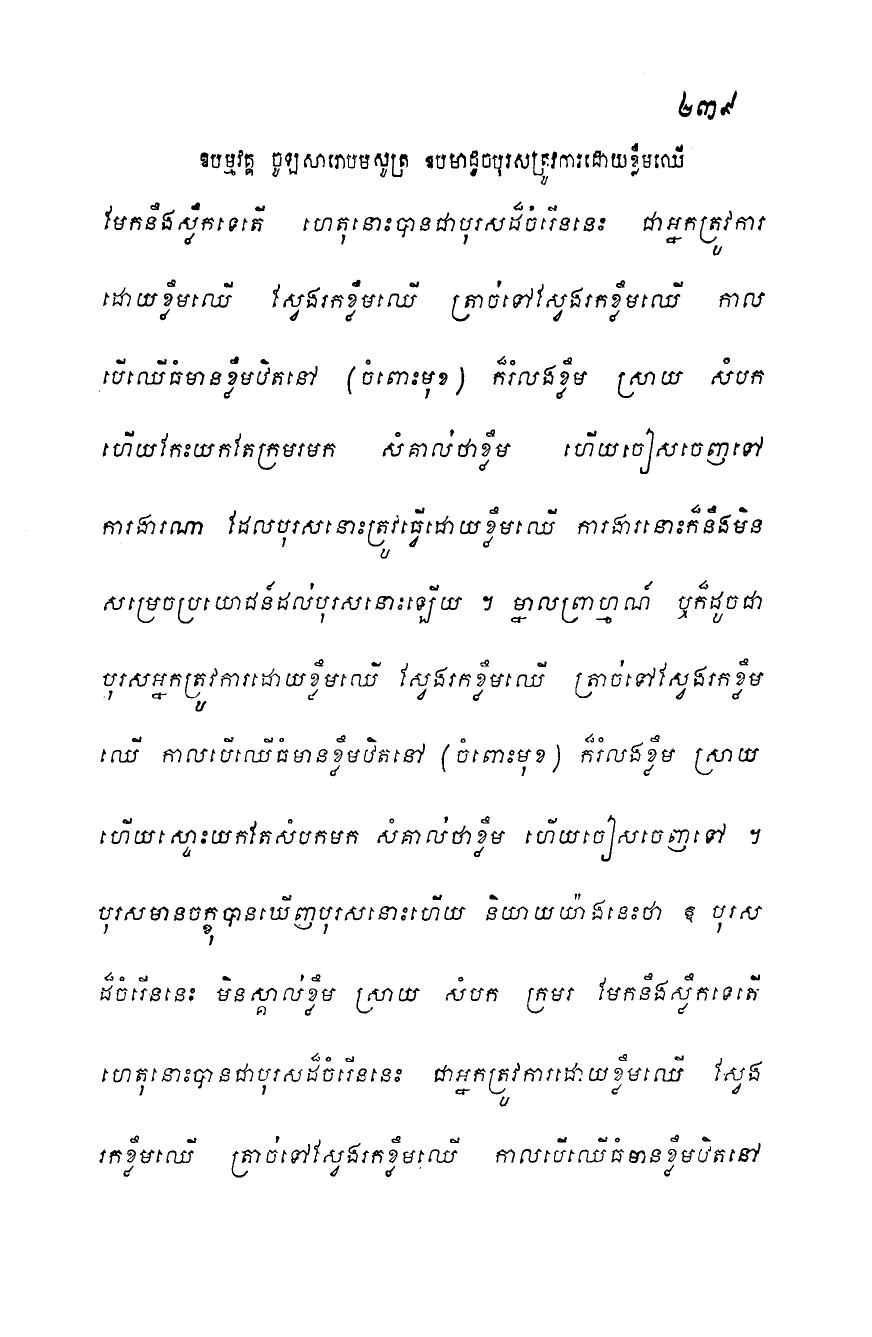 ២៣៩
ឧបម្មវគ្គ ចូឡសារោបមសូត្រ ឧបមាដូចបុរសត្រូវការដោយខ្លឹមឈើ
មែកនឹងស្លឹកទេតើ ហេតុនោះបានជាបុរសដ៏ចំរើននេះ ជាអ្នកត្រូវការ
ដោយខ្លឹមឈើ ស្វែងរកខ្លឹមឈើ ត្រាច់ទៅស្វែងរកខ្លឹមឈើ កាល
បើឈើធំមានខ្លឹមឋិតនៅ (ចំពោះមុខ) ក៏រំលងខ្លឹម ស្រាយ សំបក
ហើយកែះយកតែក្រមរមក សំគាល់ថាខ្លឹម ហើយចៀសចេញទៅ
ការងារណា ដែលបុរសនោះត្រូវធ្វើដោយខ្លឹមឈើ ការងារនោះក៏នឹងមិន
សម្រេចប្រយោជន៍ដល់បុរសនោះឡើយ ។ ម្នាលព្រាហ្មណ៍ ឬក៏ដូចជា
បុរសអ្នកត្រូវការដោយខ្លឹមឈើ ស្វែងរកខ្លឹមឈើ ត្រាច់ទៅស្វែងរកខ្លឹម
ឈើ កាលបើឈើធំមានខ្លឹមឋិតនៅ (ចំពោះមុខ) ក៏រំលងខ្លឹម ស្រាយ
ហើយស្ទោះយកតែសំបកមក សំគាល់ថាខ្លឹម ហើយចៀសចេញទៅ ។
បុរសមានចក្ខុបានឃើញបុរសនោះហើយ និយាយយ៉ាងនេះថា ឱ បុរស
ដ៏ចំរើននេះ មិនស្គាល់ខ្លឹម ស្រាយ សំបក ក្រមរ មែកនឹងស្លឹកទេតើ
ហេតុនោះបានជាបុរសដ៏ចំរើននេះ ជាអ្នកត្រូវការដោយខ្លឹមឈើ ស្វែង
រកខ្លឹមឈើ ត្រាច់ទៅស្វែងរកខ្លឹមឈើ កាលបើឈើធំមានខ្លឹមឋិតនៅ